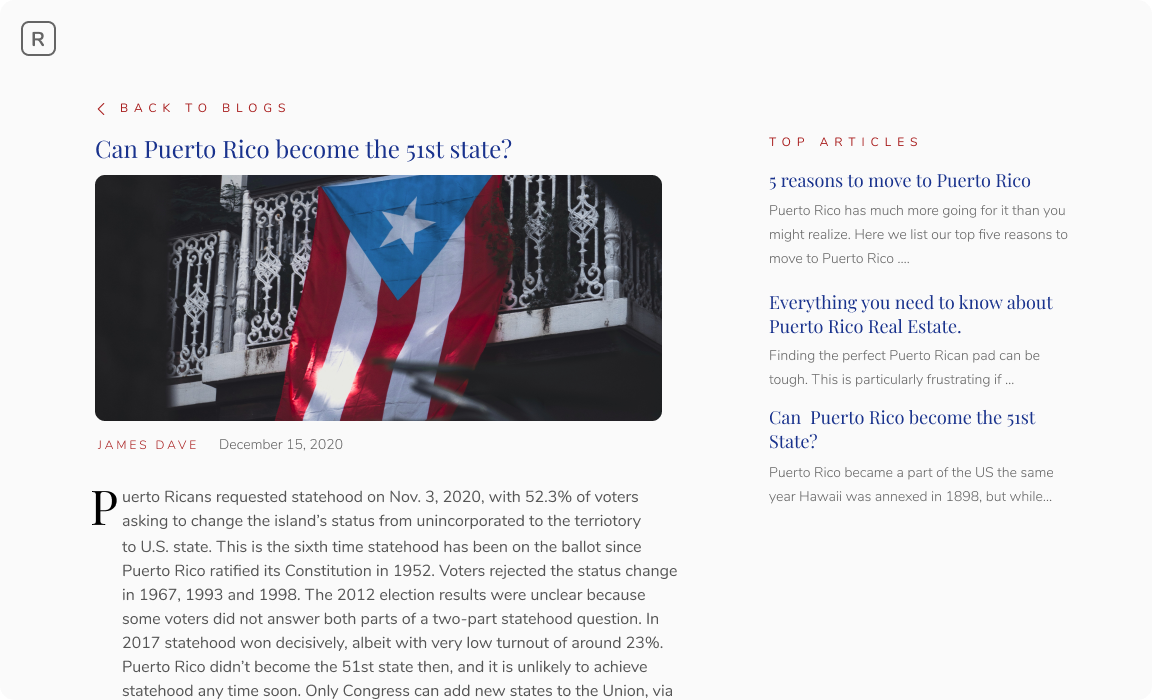 R
BACK TO BLOGS
Can Puerto Rico become the 51st state?
JAMES DAVE December 15, 2020
Puerto Ricans requested statehood on Nov. 3, 2020, with 52.3% of voters
asking to change the island’s status from unincorporated to the terriotory
to U.S. state. This is the sixth time statehood has been on the ballot since
Puerto Rico ratified its Constitution in 1952. Voters rejected the status change
in 1967, 1993 and 1998. The 2012 election results were unclear because
some voters did not answer both parts of a two-part statehood question. In
2017 statehood won decisively, albeit with very low turnout of around 23%.
Puerto Rico didn’t become the 51st state then, and it is unlikely to achieve
statehood any time soon. Only Congress can add new states to the Union, via
TOP ARTICLES
5 reasons to move to Puerto Rico
Puerto Rico has much more going for it than you
might realize. Here we list our top five reasons to
move to Puerto Rico ....
Everything you need to know about
Puerto Rico Real Estate.
Finding the perfect Puerto Rican pad can be
tough. This is particularly frustrating if ...
Can  Puerto Rico become the 51st
State?
Puerto Rico became a part of the US the same
year Hawaii was annexed in 1898, but while...